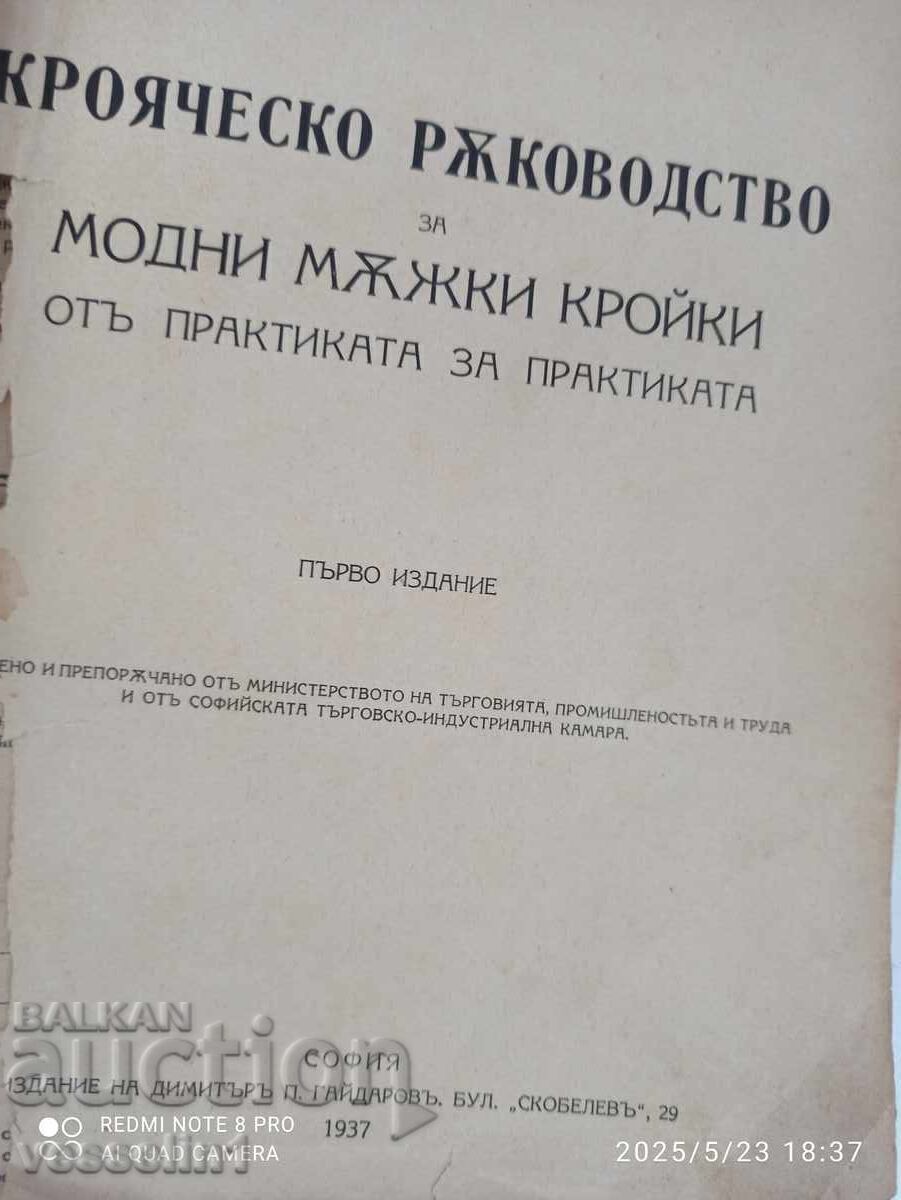 КРОЯЧЕСКО РѪКОВОДСТВО
ЗА
МОДНИ МѪЖКИ КРОЙКИ
ОТЪ ПРАКТИКАТА ЗА ПРАКТИКАТА
ПЪРВО ИЗДАНИЕ
ЕНО И ПРЕПОРѪЧАНО ОТЪ МИНИСТЕРСТВОТО НА ТЪРГОВИЯТА, ПРОМИШЛЕНОСТЬТА И ТРУДА
И ОТЪ СОФИЙСКАТА ТЪРГОВСКО-ИНДУСТРИАЛНА КАМАРА.
BALKAN
auction
СОФИЯ
ИЗДАНИЕ НА ДИМИТЪРЪ П. ГАЙДАРОВЪ. БУЛ. „СКОБЕЛЕВЪ", 29
1937
REDMI NOTE 8 PRO
AI QUAD CAMERA
vesselin1
2025/5/23 18:37